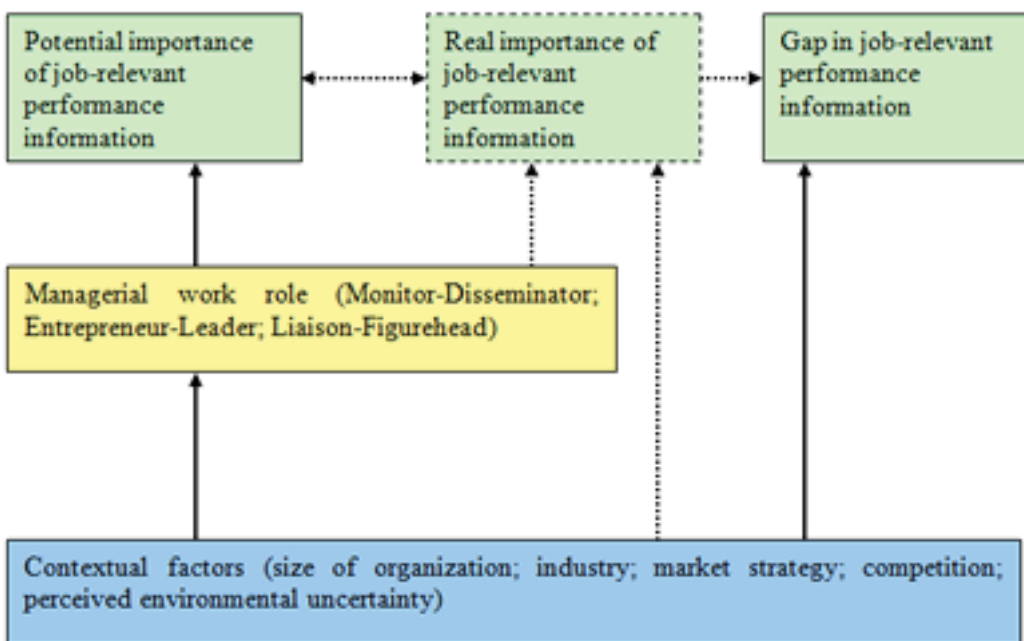 Potential importance
of job-relevant
performance
information
Real importance of
job-relevant
performance
information
Gap in job-relevant
performance
information
Managerial work role (Monitor-Disseminator;
Entrepreneur-Leader; Liaison-Figurehead)
Contextual factors (size of organization; industry; market strategy; competition;
perceived environmental uncertainty)